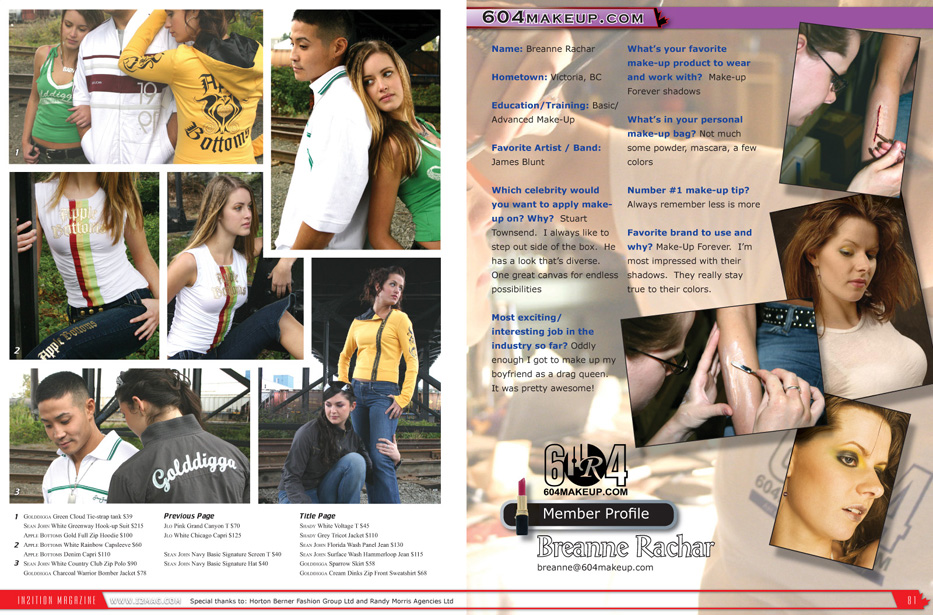 1
Apple
Bottoms
Apple
Bottoms
Apple Bottoms
2
Golddigga
3
1 Golddigga Green Cloud Tie-strap tank $39
Sean John White Greenway Hook-up Suit $215
Apple Bottoms Gold Full Zip Hoodie $100
2 Apple Bottoms White Rainbow Capsleeve $60
Apple Bottoms Denim Capri $110
3 Sean John White Country Club Zip Polo $90
Golddigga Charcoal Warrior Bomber Jacket $78
Previous Page
Jlo Pink Grand Canyon T $70
Jlo White Chicago Capri $125
Sean John Navy Basic Signature Screen T $40
Sean John Navy Basic Signature Hat $40
Title Page
Shady White Voltage T $45
Shady Grey Tricot Jacket $110
Sean John Florida Wash Panel Jean $130
Sean John Surface Wash Hammerloop Jean $115
Golddigga Sparrow Skirt $58
Golddigga Cream Dinks Zip Front Sweatshirt $68
IN2ITION MAGAZINE
WWW.I2MAG.COM
Special thanks to: Horton Berner Fashion Group Ltd and Randy Morris Agencies Ltd
604MAKEUP.COM
Name: Breanne Rachar
Hometown: Victoria, BC
Education/Training: Basic/
Advanced Make-Up
Favorite Artist / Band:
James Blunt
Which celebrity would
you want to apply make-
up on? Why? Stuart
Townsend. I always like to
step out side of the box. He
has a look that's diverse.
One great canvas for endless
possibilities
Most exciting/
interesting job in the
industry so far? Oddly
enough I got to make up my
boyfriend as a drag queen.
It was pretty awesome!
What's your favorite
make-up product to wear
and work with? Make-up
Forever shadows
What's in your personal
make-up bag? Not much
some powder, mascara, a few
colors
Number #1 make-up tip?
Always remember less is more
Favorite brand to use and
why? Make-Up Forever. I'm
most impressed with their
shadows. They really stay
true to their colors.
6R4
604MAKEUP.COM
Member Profile
Breanne Rachar
breanne@604makeup.com
81